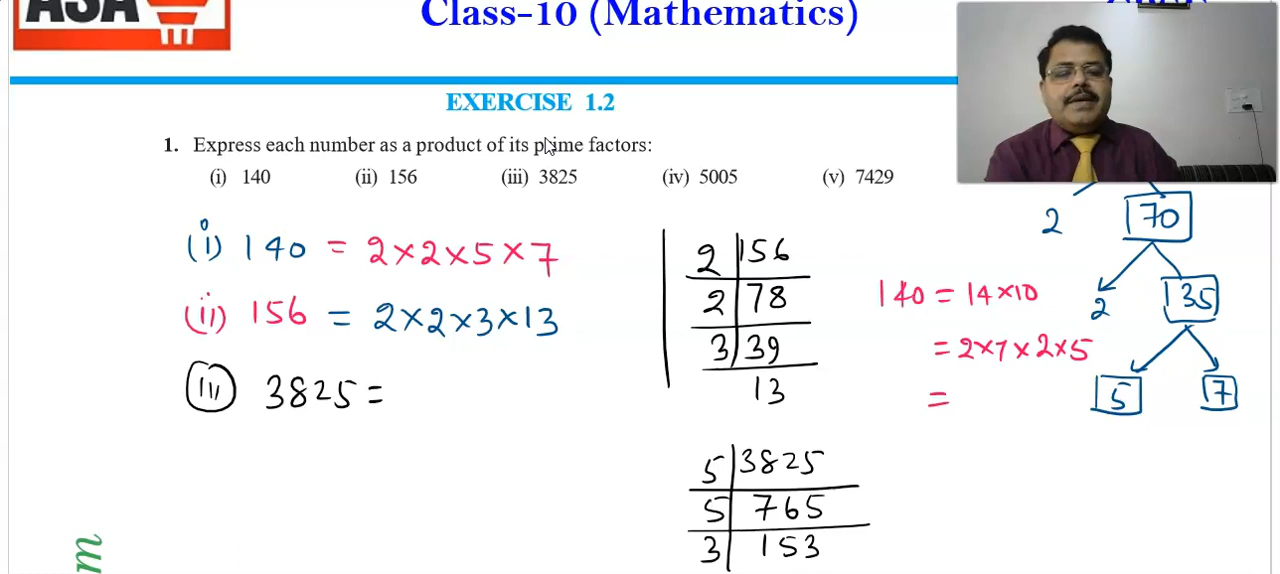 ASA
Class-10 (Mathematics)
EXERCISE 1.2
1. Express each number as a product of its prime factors:
(i) 140 (ii) 156 (iii) 3825 (iv) 5005 (v) 7429
(i) 140 = 2×2×5×7
(ii) 156 = 2×2×3×13
(iii) 3825 =
2 156
2 78
3 39
13
5 3825
5 765
3 153
140 = 14×10
= 2×7×2×5
=
2 70
2 35
5 7
m